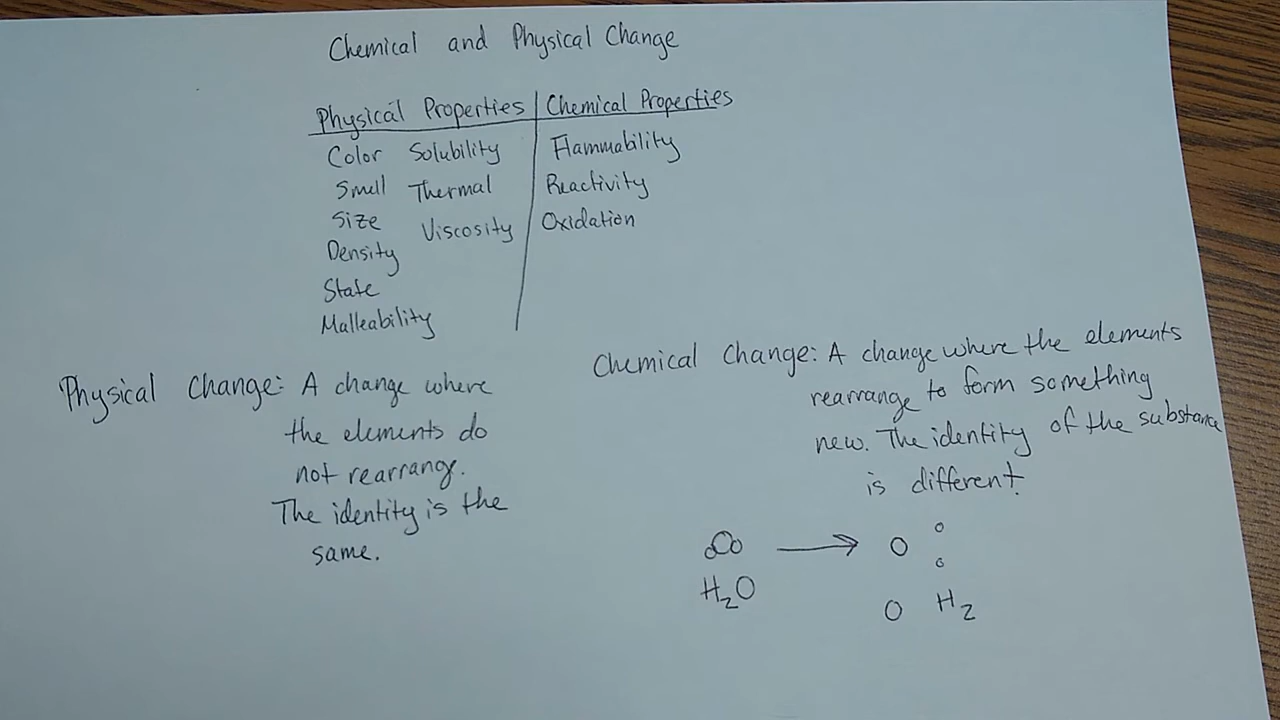 Chemical and Physical Change
Physical Properties Chemical Properties
Color Solubility Flammability
Smell Thermal Reactivity
Size Viscosity Oxidation
Density
State
Malleability
Physical Change: A change where
the elements do
not rearrang.
The identity is the
same.
Chemical Change: A change where the elements
rearrange to form something
new. The identity of the substance
is different.
H₂O
O H₂